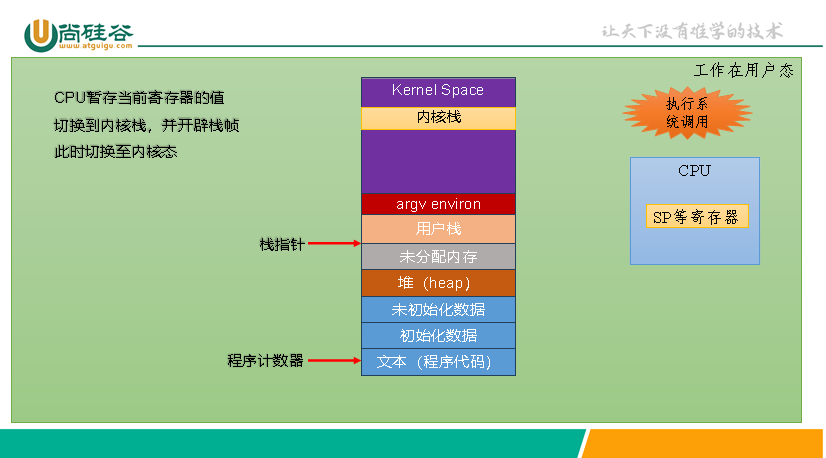 尚硅谷
www.atguigu.com
让天下没有难学的技术
工作在用户态
CPU暂存当前寄存器的值
切换到内核栈，并开辟栈帧
此时切换至内核态
Kernel Space
内核栈
argv environ
用户栈
未分配内存
堆（heap）
未初始化数据
初始化数据
文本（程序代码）
栈指针
程序计数器
执行系
统调用
CPU
SP等寄存器